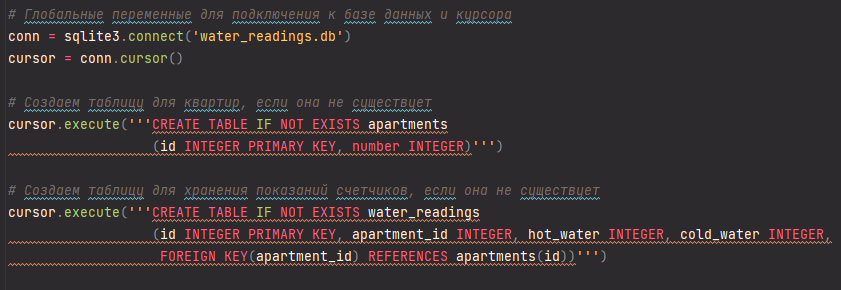 # Глобальные переменные для подключения к базе данных и курсора
conn = sqlite3.connect('water_readings.db')
cursor = conn.cursor()
# Создаем таблицу для квартир, если она не существует
cursor.execute('''CREATE TABLE IF NOT EXISTS apartments
(id INTEGER PRIMARY KEY, number INTEGER)''')
# Создаем таблицу для хранения показаний счетчиков, если она не существует
cursor.execute('''CREATE TABLE IF NOT EXISTS water_readings
(id INTEGER PRIMARY KEY, apartment_id INTEGER, hot_water INTEGER, cold_water INTEGER,
FOREIGN KEY(apartment_id) REFERENCES apartments(id))''')